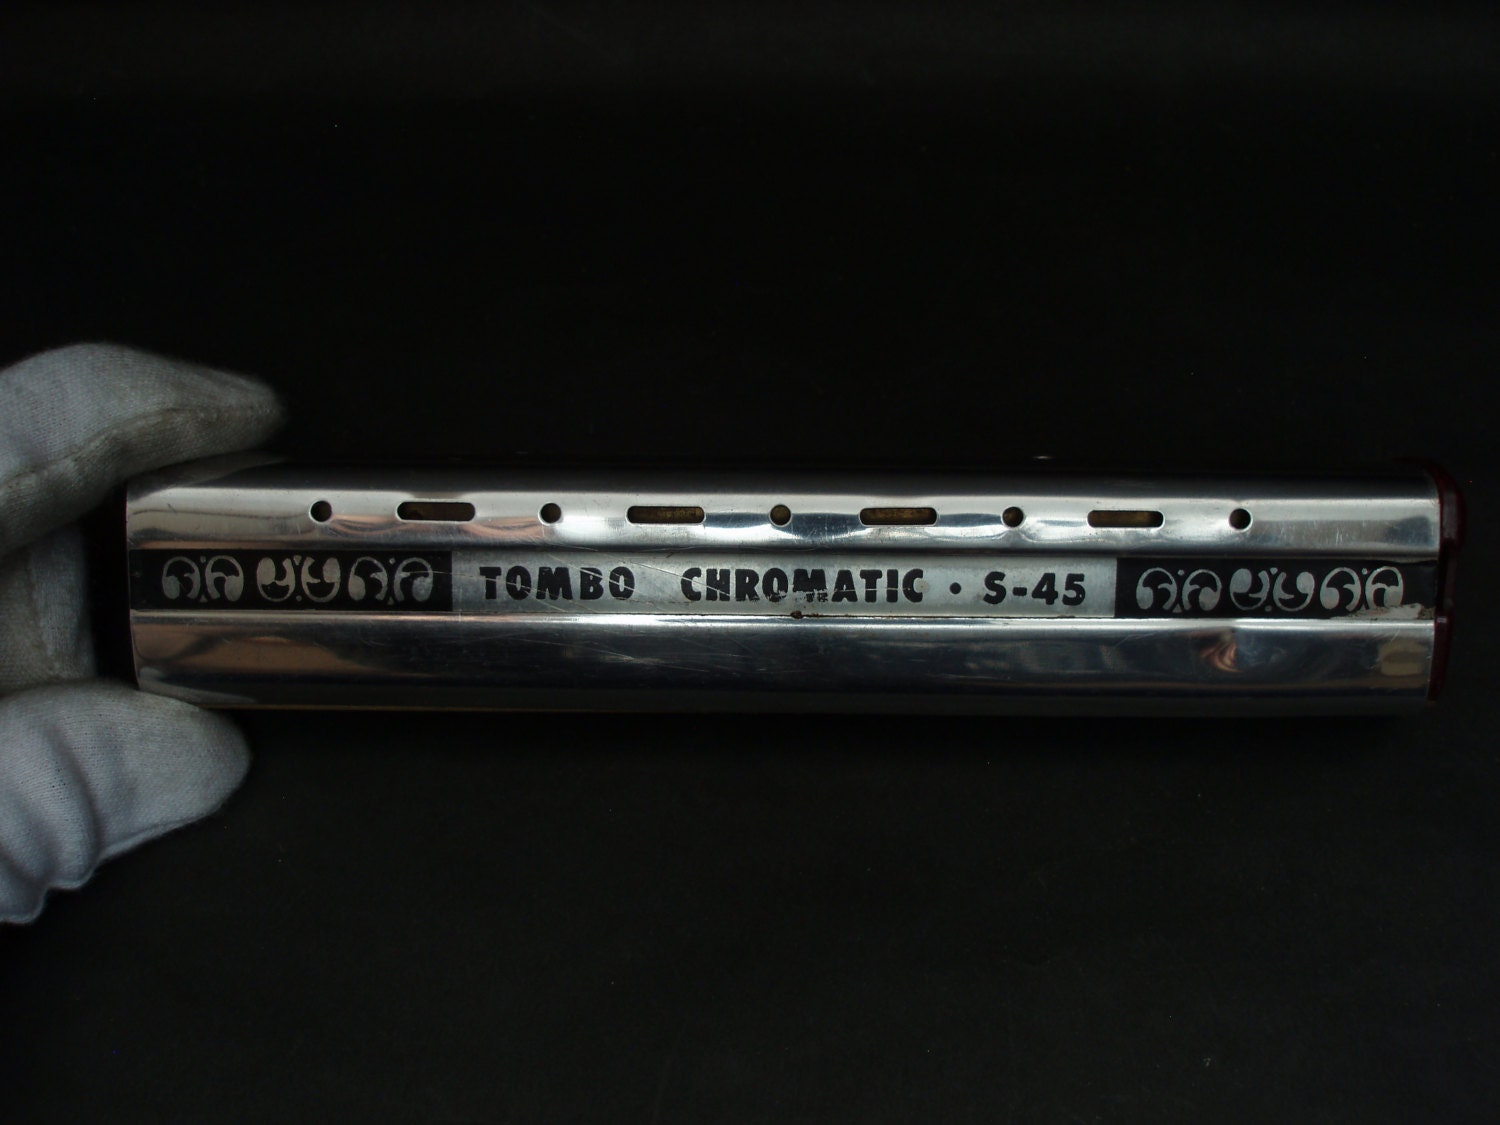 TOMBO CHROMATIC · S-45